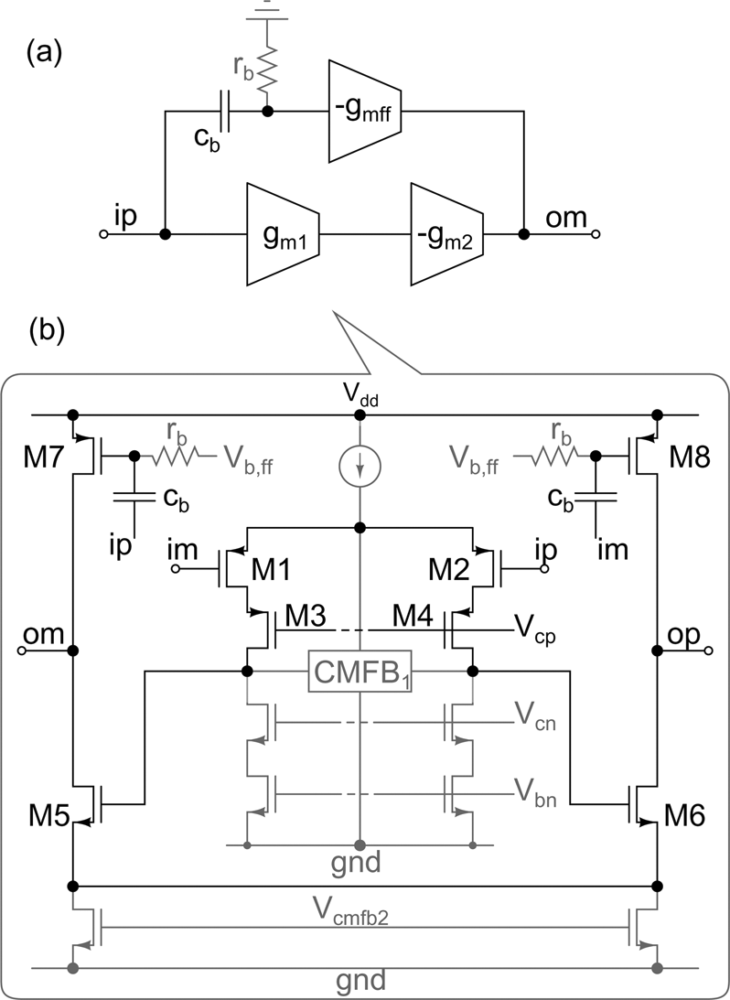 (a)
r_b
-g_mff
c_b
ip
g_m1
-g_m2
om
(b)
V_dd
r_b
r_b
M7
V_b,ff
V_b,ff
M8
c_b
c_b
ip
im
M1
M2
ip
im
M3
M4
V_cp
om
op
CMFB_1
V_cn
M5
V_bn
M6
gnd
V_cmfb2
gnd